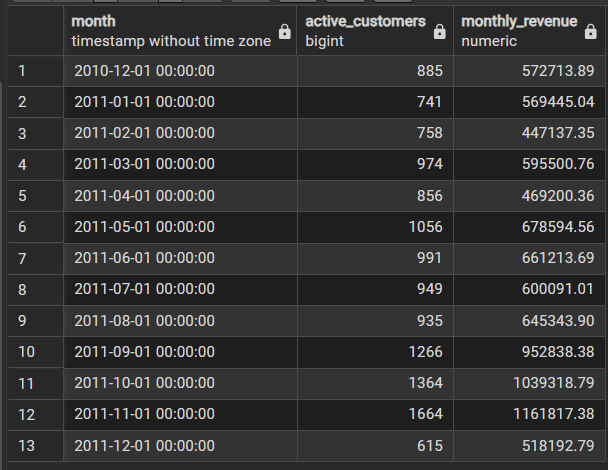 month active_customers monthly_revenue
timestamp without time zone bigint numeric
1 2010-12-01 00:00:00 885 572713.89
2 2011-01-01 00:00:00 741 569445.04
3 2011-02-01 00:00:00 758 447137.35
4 2011-03-01 00:00:00 974 595500.76
5 2011-04-01 00:00:00 856 469200.36
6 2011-05-01 00:00:00 1056 678594.56
7 2011-06-01 00:00:00 991 661213.69
8 2011-07-01 00:00:00 949 600091.01
9 2011-08-01 00:00:00 935 645343.90
10 2011-09-01 00:00:00 1266 952838.38
11 2011-10-01 00:00:00 1364 1039318.79
12 2011-11-01 00:00:00 1664 1161817.38
13 2011-12-01 00:00:00 615 518192.79